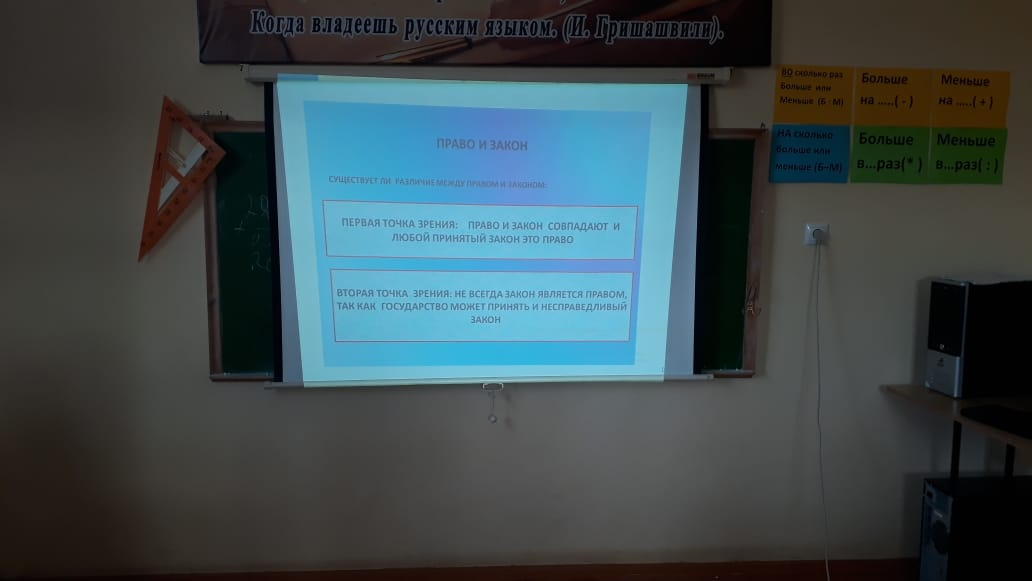 Когда владеешь русским языком. (И. Гришашвили).
ПРАВО И ЗАКОН
СУЩЕСТВУЕТ ЛИ РАЗЛИЧИЕ МЕЖДУ ПРАВОМ И ЗАКОНОМ:
ПЕРВАЯ ТОЧКА ЗРЕНИЯ: ПРАВО И ЗАКОН СОВПАДАЮТ И
ЛЮБОЙ ПРИНЯТЫЙ ЗАКОН ЭТО ПРАВО
ВТОРАЯ ТОЧКА ЗРЕНИЯ: НЕ ВСЕГДА ЗАКОН ЯВЛЯЕТСЯ ПРАВОМ,
ТАК КАК ГОСУДАРСТВО МОЖЕТ ПРИНЯТЬ И НЕСПРАВЕДЛИВЫЙ
ЗАКОН
ВО сколько раз
Больше или
Меньше (Б : М)
Больше
на .....( - )
Меньше
на .....( + )
НА сколько
больше или
меньше (Б–М)
Больше
в...раз(* )
Меньше
в...раз( : )